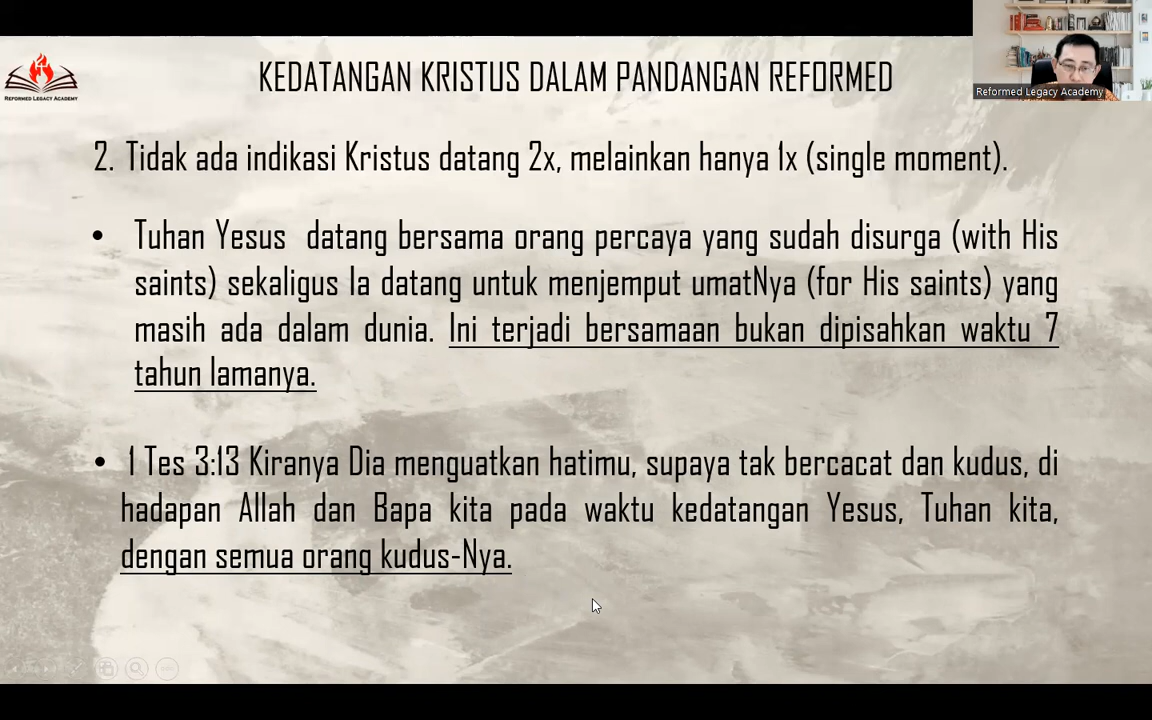 KEDATANGAN KRISTUS DALAM PANDANGAN REFORMED
REFORMED LEGACY ACADEMY
Reformed Legacy Academy
2. Tidak ada indikasi Kristus datang 2x, melainkan hanya 1x (single moment).
• Tuhan Yesus datang bersama orang percaya yang sudah disurga (with His
saints) sekaligus Ia datang untuk menjemput umatNya (for His saints) yang
masih ada dalam dunia. Ini terjadi bersamaan bukan dipisahkan waktu 7
tahun lamanya.
• 1 Tes 3:13 Kiranya Dia menguatkan hatimu, supaya tak bercacat dan kudus, di
hadapan Allah dan Bapa kita pada waktu kedatangan Yesus, Tuhan kita,
dengan semua orang kudus-Nya.